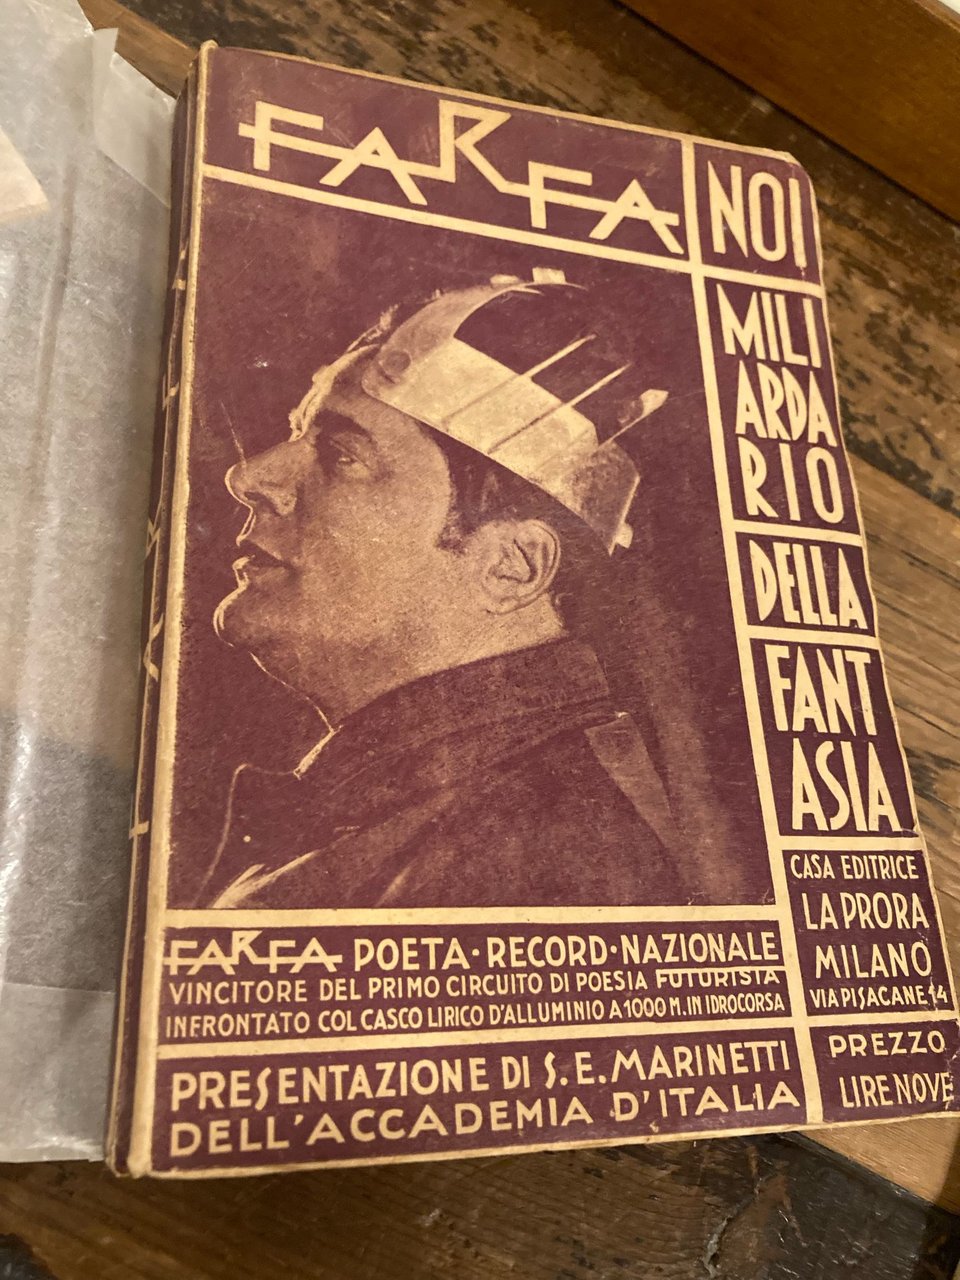 FARFA
NOI
MILI
ARDA
RIO
DELLA
FANT
ASIA
CASA EDITRICE
LA PRORA
MILANO
VIA PISACANE, 14
PREZZO
LIRE NOVE
FARFA POETA·RECORD·NAZIONALE
VINCITORE DEL PRIMO CIRCUITO DI POESIA FUTURISTA
INFRONTATO COL CASCO LIRICO D'ALLUMINIO A 1000 M. IN IDROCORSA
PRESENTAZIONE DI S. E. MARINETTI
DELL'ACCADEMIA D'ITALIA